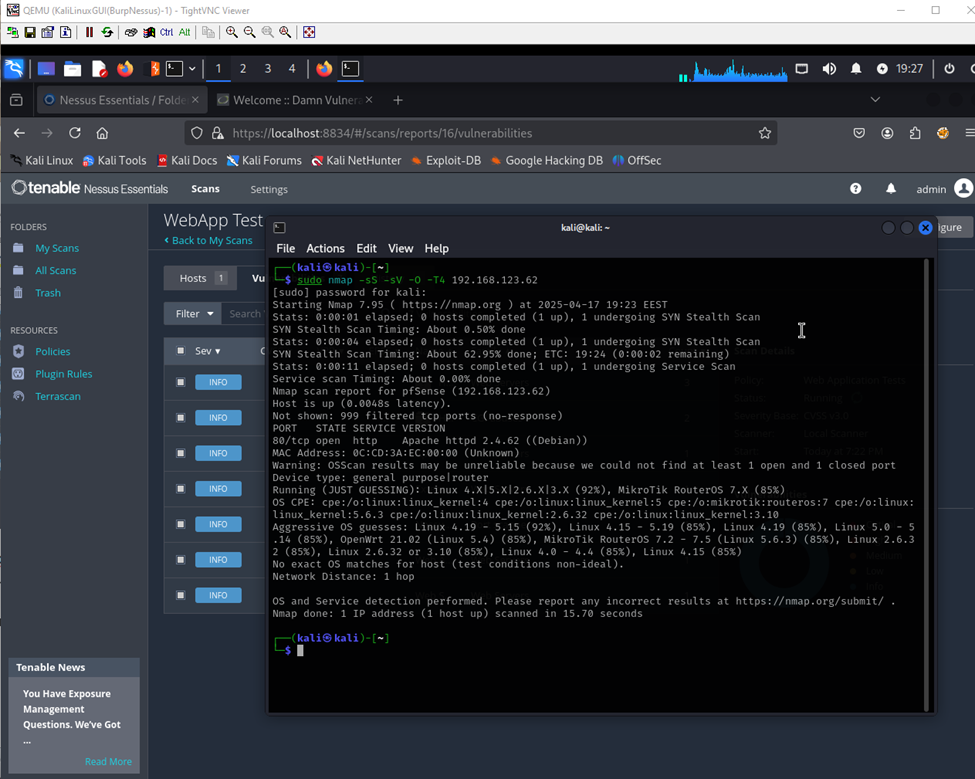 QEMU (KaliLinuxGUI(BurpNessus)-1) - TightVNC Viewer
Ctrl Alt
1 2 3 4
19:27
Nessus Essentials / Folde
Welcome :: Damn Vulner
https://localhost:8834/#/scans/reports/16/vulnerabilities
Kali Linux Kali Tools Kali Docs Kali Forums Kali NetHunter Exploit-DB Google Hacking DB OffSec
tenable Nessus Essentials Scans Settings admin
FOLDERS
My Scans
All Scans
Trash
RESOURCES
Policies
Plugin Rules
Terrascan
Tenable News
You Have Exposure
Management
Questions. We've Got
...
Read More
WebApp Test
igure
< Back to My Scans
Hosts 1 Vu
Filter Search
Sev
INFO
INFO
INFO
INFO
INFO
INFO
INFO
kali@kali: ~
File Actions Edit View Help
┌──(kali㉿kali)-[~]
└─$ sudo nmap -sS -sV -O -T4 192.168.123.62
[sudo] password for kali:
Starting Nmap 7.95 ( https://nmap.org ) at 2025-04-17 19:23 EEST
Stats: 0:00:01 elapsed; 0 hosts completed (1 up), 1 undergoing SYN Stealth Scan
SYN Stealth Scan Timing: About 0.50% done
Stats: 0:00:04 elapsed; 0 hosts completed (1 up), 1 undergoing SYN Stealth Scan
SYN Stealth Scan Timing: About 62.95% done; ETC: 19:24 (0:00:02 remaining)
Stats: 0:00:11 elapsed; 0 hosts completed (1 up), 1 undergoing Service Scan
Service scan Timing: About 0.00% done
Nmap scan report for pfSense (192.168.123.62)
Host is up (0.0048s latency).
Not shown: 999 filtered tcp ports (no-response)
PORT STATE SERVICE VERSION
80/tcp open http Apache httpd 2.4.62 ((Debian))
MAC Address: 0C:CD:3A:EC:00:00 (Unknown)
Warning: OSScan results may be unreliable because we could not find at least 1 open and 1 closed port
Device type: general purpose|router
Running (JUST GUESSING): Linux 4.X|5.X|2.6.X|3.X (92%), MikroTik RouterOS 7.X (85%)
OS CPE: cpe:/o:linux:linux_kernel:4 cpe:/o:linux:linux_kernel:5 cpe:/o:mikrotik:routeros:7 cpe:/o:linux:
linux_kernel:5.6.3 cpe:/o:linux:linux_kernel:2.6.32 cpe:/o:linux:linux_kernel:3.10
Aggressive OS guesses: Linux 4.19 - 5.15 (92%), Linux 4.15 - 5.19 (85%), Linux 4.19 (85%), Linux 5.0 - 5
.14 (85%), OpenWrt 21.02 (Linux 5.4) (85%), MikroTik RouterOS 7.2 - 7.5 (Linux 5.6.3) (85%), Linux 2.6.3
2 (85%), Linux 2.6.32 or 3.10 (85%), Linux 4.0 - 4.4 (85%), Linux 4.15 (85%)
No exact OS matches for host (test conditions non-ideal).
Network Distance: 1 hop
OS and Service detection performed. Please report any incorrect results at https://nmap.org/submit/ .
Nmap done: 1 IP address (1 host up) scanned in 15.70 seconds
┌──(kali㉿kali)-[~]
└─$